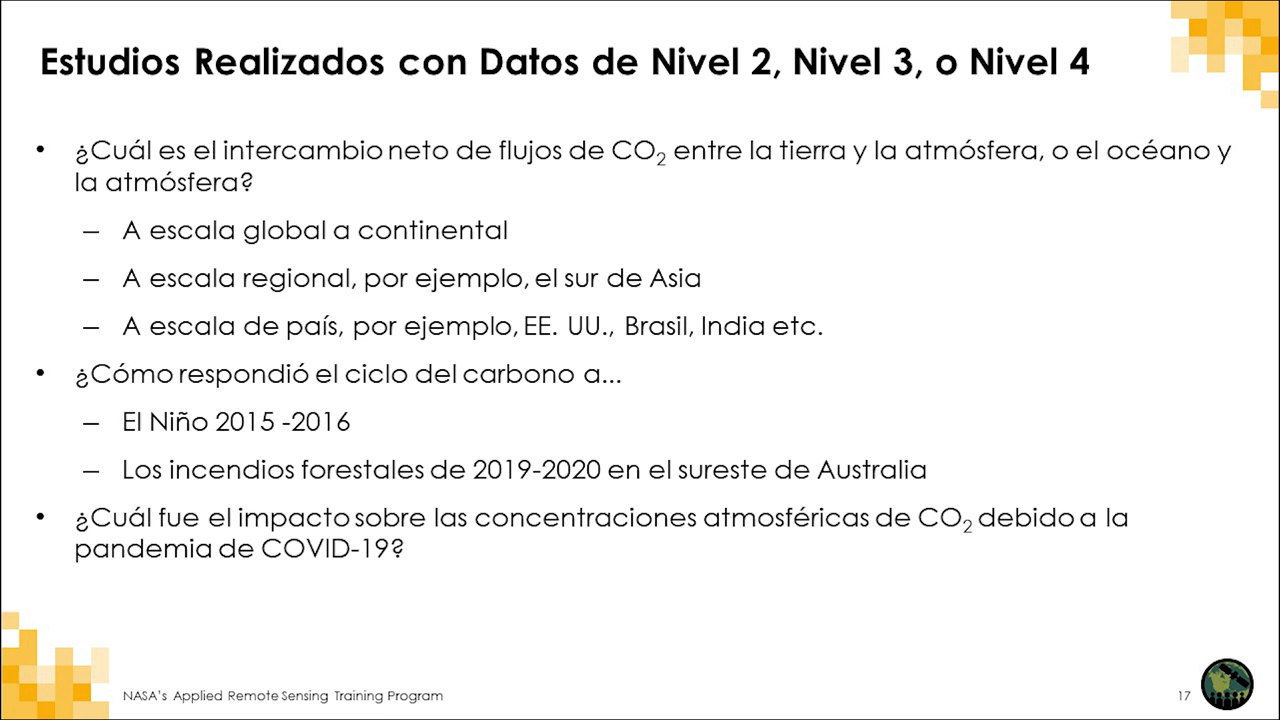 Estudios Realizados con Datos de Nivel 2, Nivel 3, o Nivel 4
• ¿Cuál es el intercambio neto de flujos de CO₂ entre la tierra y la atmósfera, o el océano y
la atmósfera?
– A escala global a continental
– A escala regional, por ejemplo, el sur de Asia
– A escala de país, por ejemplo, EE. UU., Brasil, India etc.
• ¿Cómo respondió el ciclo del carbono a...
– El Niño 2015 -2016
– Los incendios forestales de 2019-2020 en el sureste de Australia
• ¿Cuál fue el impacto sobre las concentraciones atmosféricas de CO₂ debido a la
pandemia de COVID-19?
NASA's Applied Remote Sensing Training Program
17